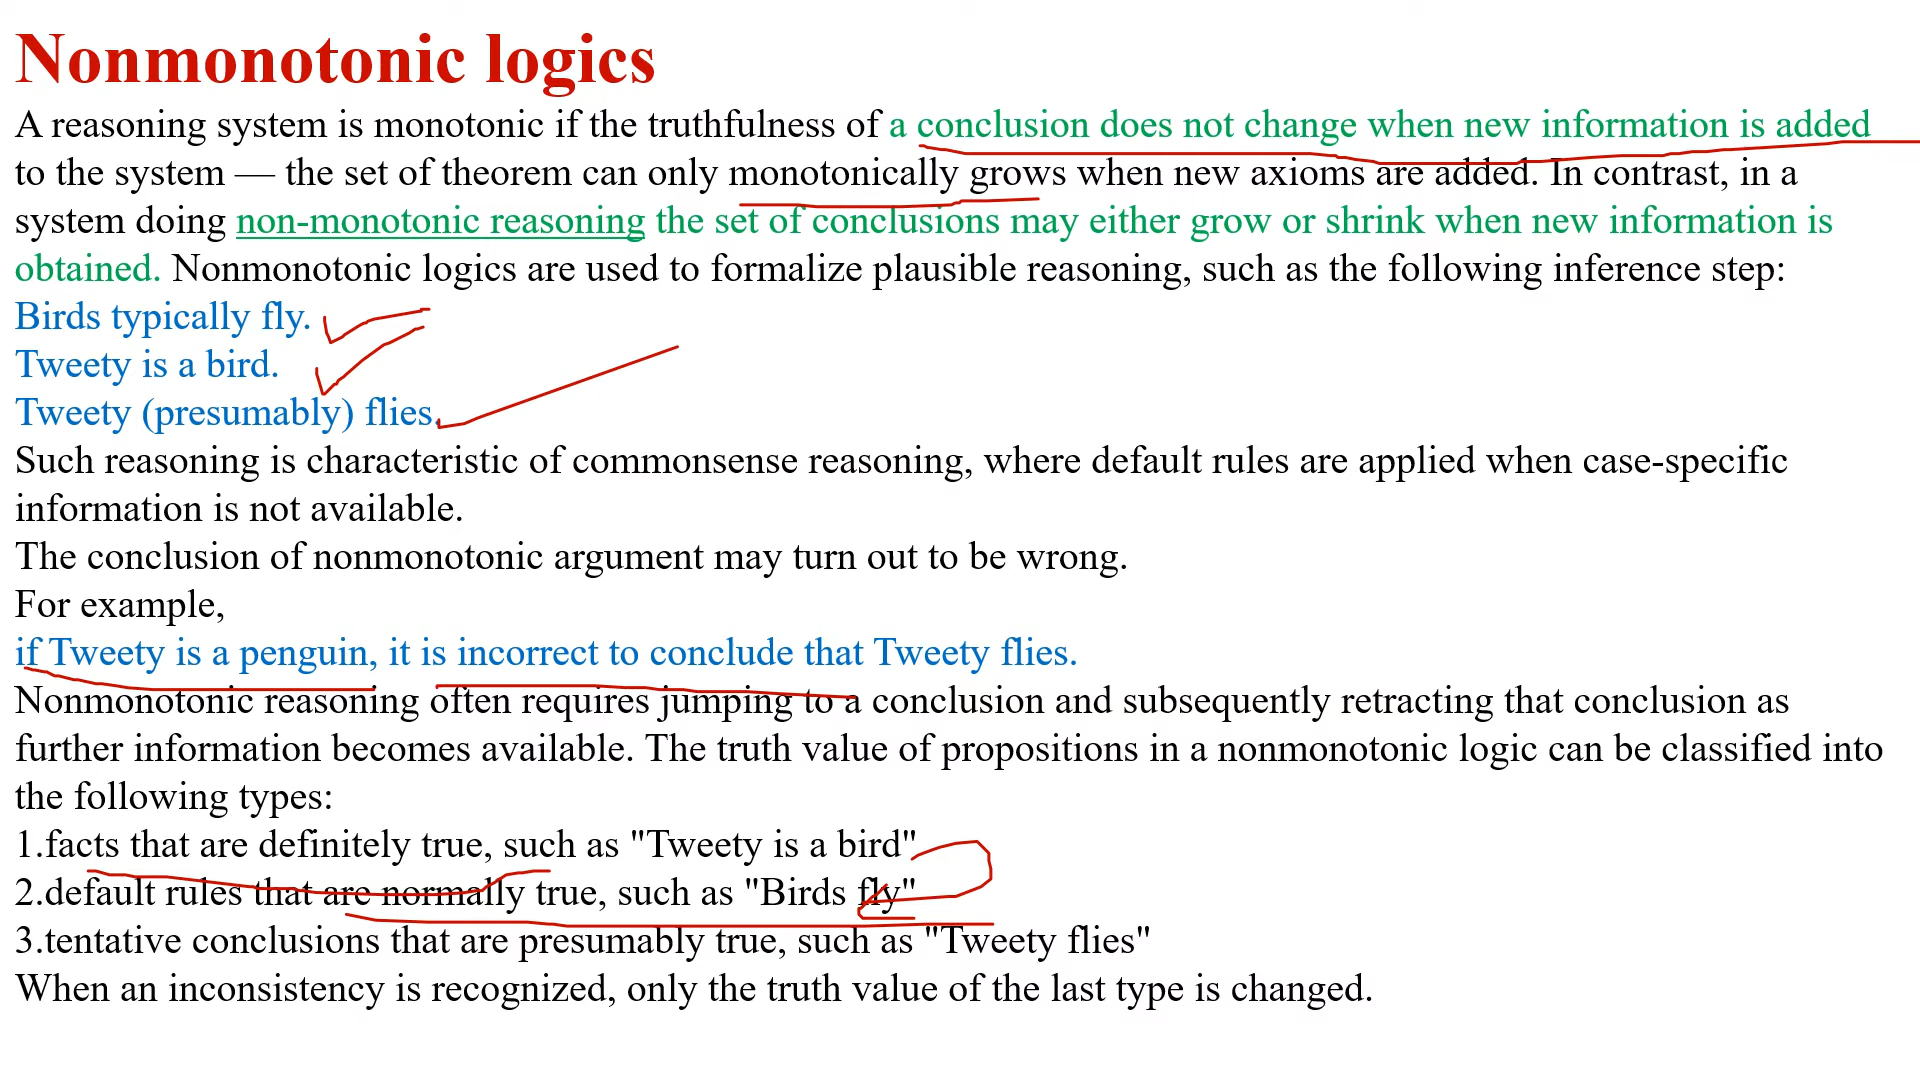 Nonmonotonic logics
A reasoning system is monotonic if the truthfulness of a conclusion does not change when new information is added
to the system — the set of theorem can only monotonically grows when new axioms are added. In contrast, in a
system doing non-monotonic reasoning the set of conclusions may either grow or shrink when new information is
obtained. Nonmonotonic logics are used to formalize plausible reasoning, such as the following inference step:
Birds typically fly.
Tweety is a bird.
Tweety (presumably) flies.
Such reasoning is characteristic of commonsense reasoning, where default rules are applied when case-specific
information is not available.
The conclusion of nonmonotonic argument may turn out to be wrong.
For example,
if Tweety is a penguin, it is incorrect to conclude that Tweety flies.
Nonmonotonic reasoning often requires jumping to a conclusion and subsequently retracting that conclusion as
further information becomes available. The truth value of propositions in a nonmonotonic logic can be classified into
the following types:
1.facts that are definitely true, such as "Tweety is a bird"
2.default rules that are normally true, such as "Birds fly"
3.tentative conclusions that are presumably true, such as "Tweety flies"
When an inconsistency is recognized, only the truth value of the last type is changed.